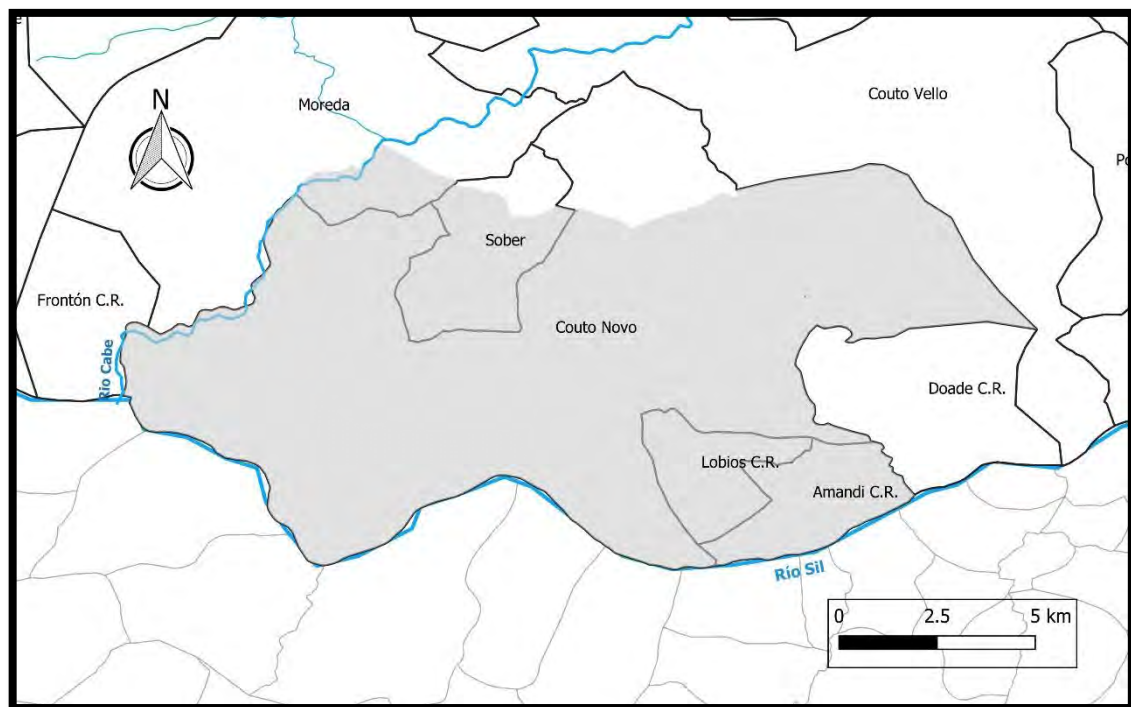 N
Moreda
Couto Vello
Sober
Frontón C.R.
Couto Novo
Río Cabe
Doade C.R.
Lobios C.R.
Amandi C.R.
Río Sil
0 2.5 5 km